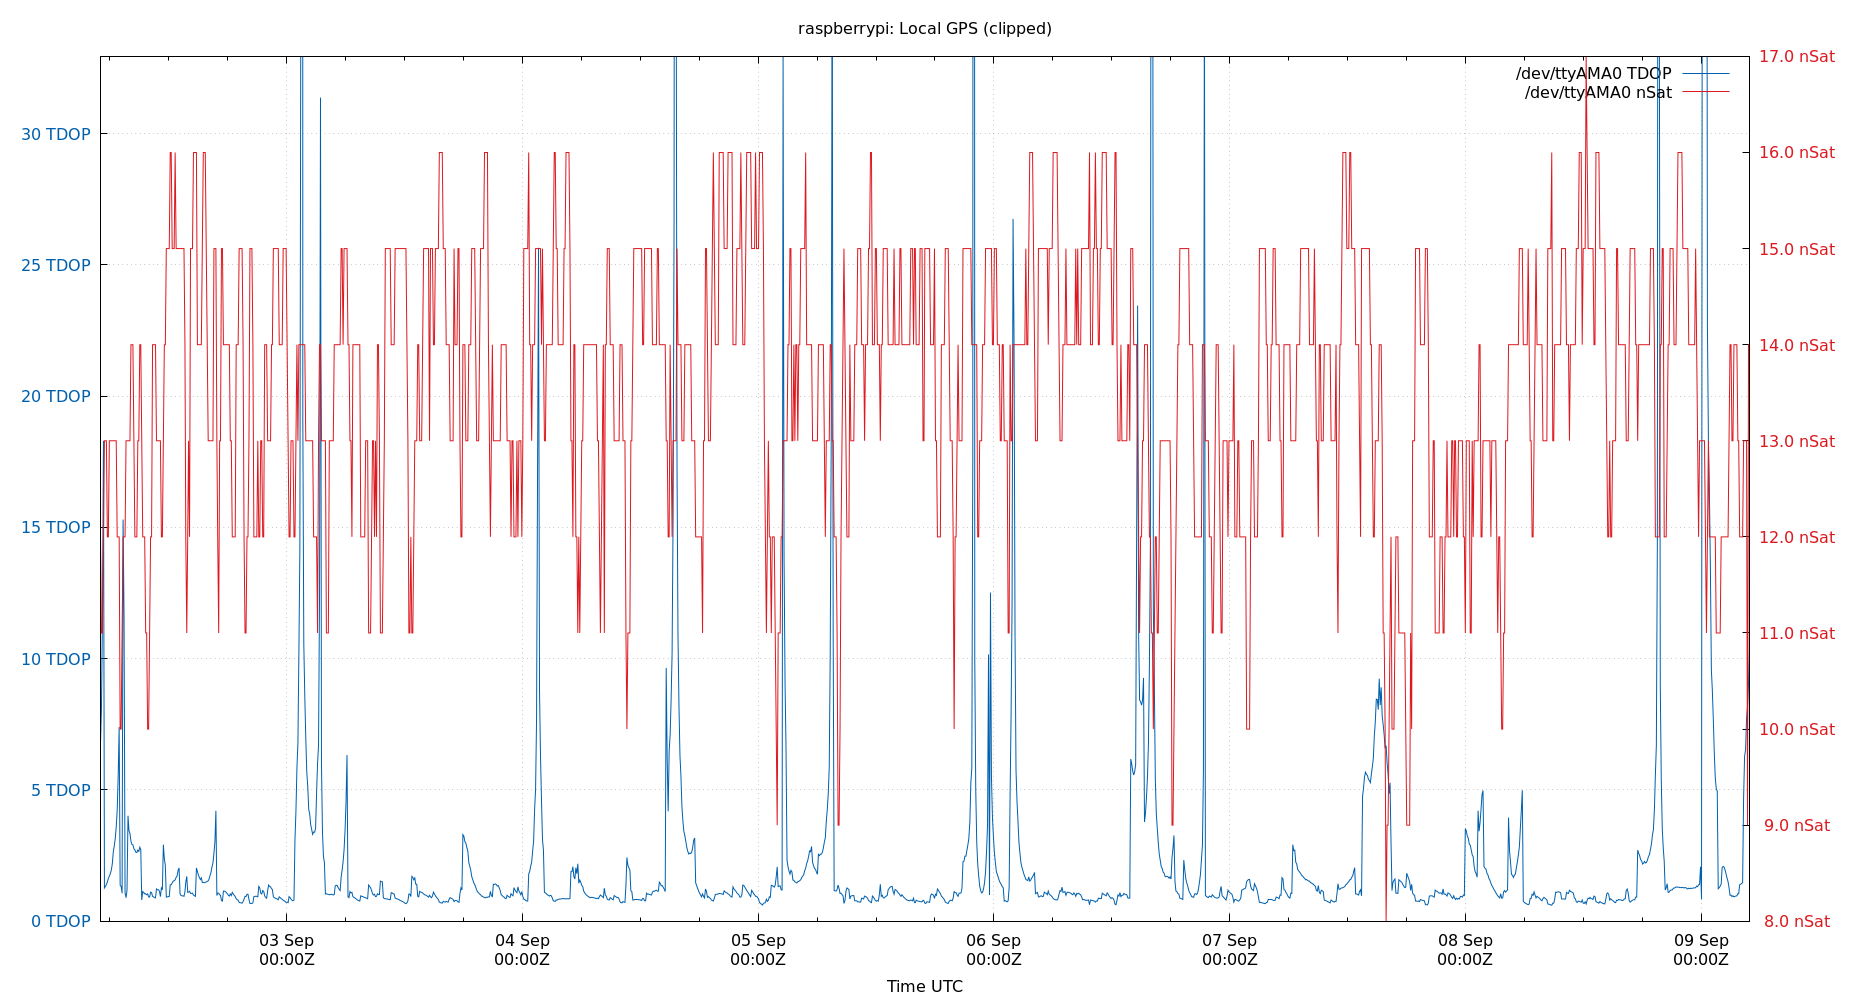 raspberrypi: Local GPS (clipped)
/dev/ttyAMA0 TDOP
/dev/ttyAMA0 nSat
30 TDOP
25 TDOP
20 TDOP
15 TDOP
10 TDOP
5 TDOP
0 TDOP
17.0 nSat
16.0 nSat
15.0 nSat
14.0 nSat
13.0 nSat
12.0 nSat
11.0 nSat
10.0 nSat
9.0 nSat
8.0 nSat
03 Sep
00:00Z
04 Sep
00:00Z
05 Sep
00:00Z
06 Sep
00:00Z
07 Sep
00:00Z
08 Sep
00:00Z
09 Sep
00:00Z
Time UTC